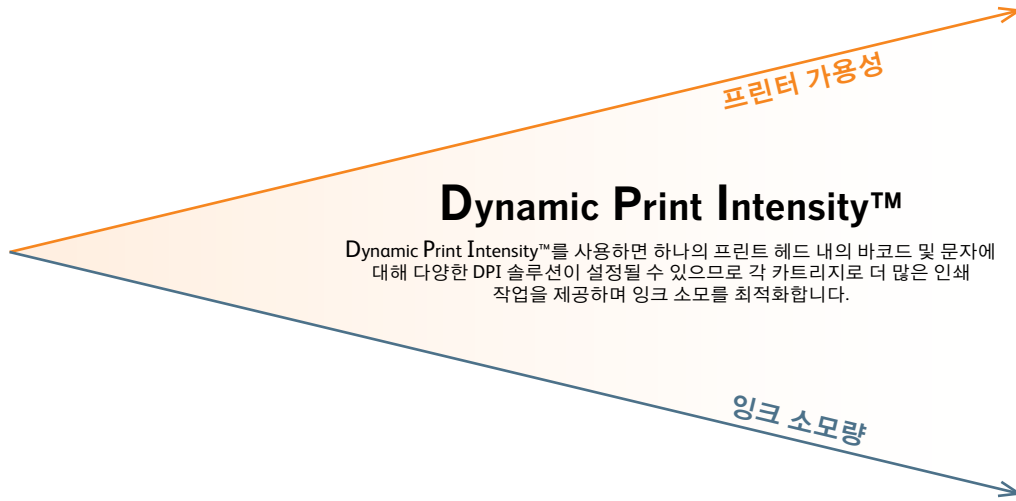 프린터 가용성
Dynamic Print Intensity™
Dynamic Print Intensity™를 사용하면 하나의 프린트 헤드 내의 바코드 및 문자에
대해 다양한 DPI 솔루션이 설정될 수 있으므로 각 카트리지로 더 많은 인쇄
작업을 제공하며 잉크 소모를 최적화합니다.
잉크 소모량